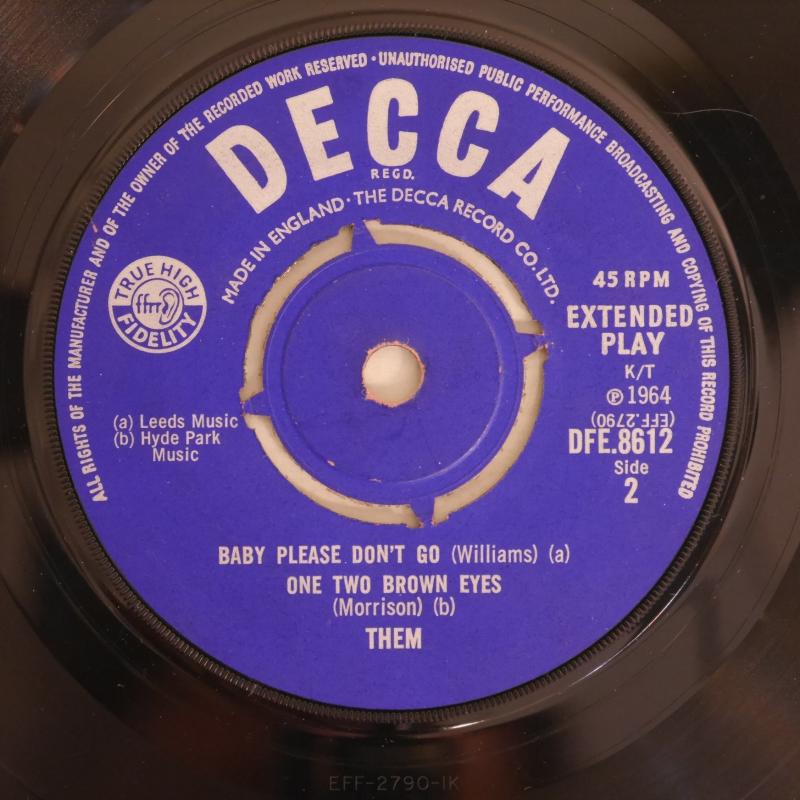 ALL RIGHTS OF THE MANUFACTURER AND OF THE OWNER OF THE RECORDED WORK RESERVED · UNAUTHORISED PUBLIC PERFORMANCE BROADCASTING AND COPYING OF THIS RECORD PROHIBITED
DECCA
REGD.
MADE IN ENGLAND · THE DECCA RECORD CO. LTD.
TRUE HIGH
ffrr
FIDELITY
45 RPM
EXTENDED
PLAY
K/T
℗ 1964
(EFF.2790)
DFE.8612
Side
2
(a) Leeds Music
(b) Hyde Park
Music
BABY PLEASE DON'T GO (Williams) (a)
ONE TWO BROWN EYES
(Morrison) (b)
THEM
EFF-2790-1K